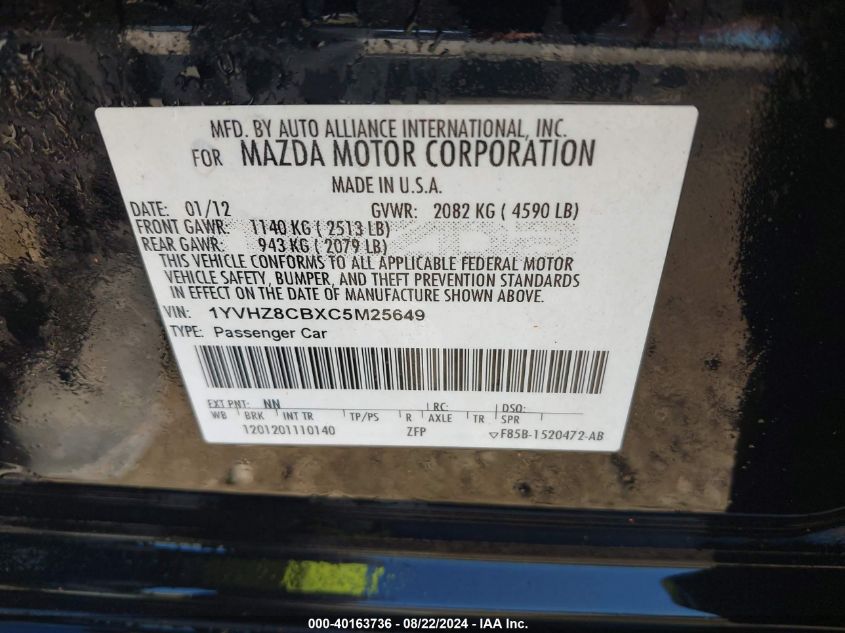 MFD. BY AUTO ALLIANCE INTERNATIONAL, INC.
FOR MAZDA MOTOR CORPORATION
MADE IN U.S.A.
DATE: 01/12 GVWR: 2082 KG ( 4590 LB)
FRONT GAWR: 1140 KG ( 2513 LB)
REAR GAWR: 943 KG ( 2079 LB)
THIS VEHICLE CONFORMS TO ALL APPLICABLE FEDERAL MOTOR
VEHICLE SAFETY, BUMPER, AND THEFT PREVENTION STANDARDS
IN EFFECT ON THE DATE OF MANUFACTURE SHOWN ABOVE.
VIN: 1YVHZ8CBXC5M25649
TYPE: Passenger Car
EXT PNT: NN RC: DSO:
WB BRK INT TR TP/PS R AXLE TR SPR
1201201110140 ZFP F85B-1520472-AB
000-40163736 - 08/22/2024 - IAA Inc.